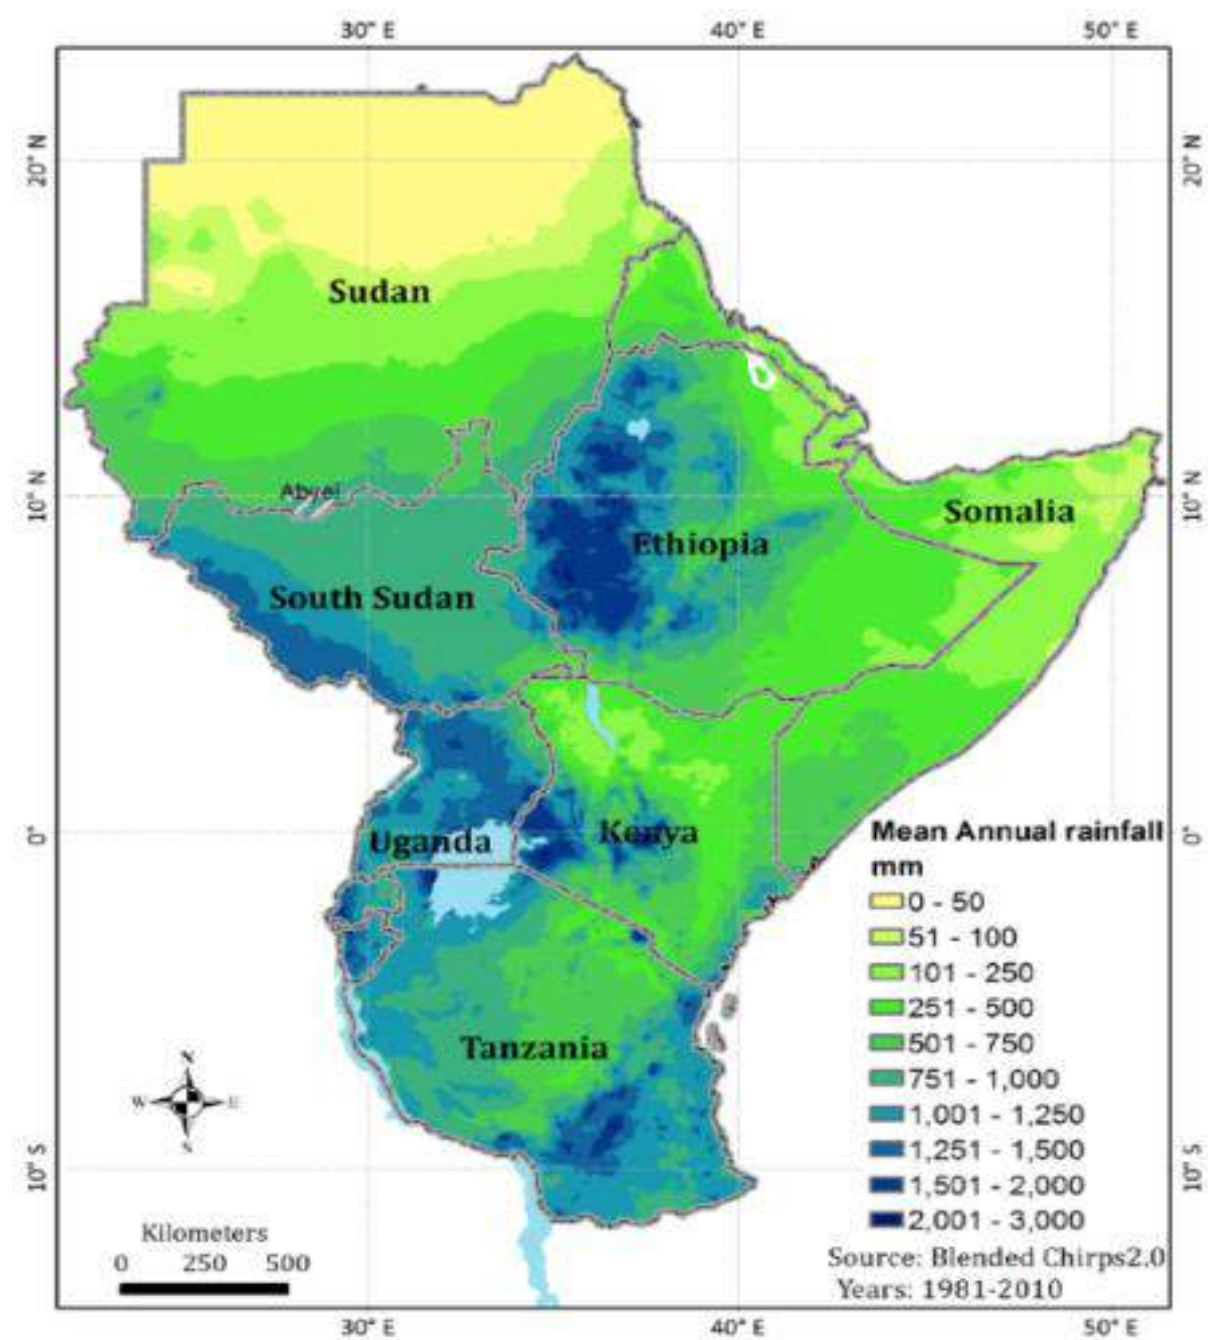 30° E 40° E 50° E
20° N 20° N
Sudan
Abyei
10° N 10° N
Somalia
Ethiopia
South Sudan
0° 0°
Uganda Kenya
Mean Annual rainfall
mm
0 - 50
51 - 100
101 - 250
251 - 500
501 - 750
751 - 1,000
1,001 - 1,250
1,251 - 1,500
1,501 - 2,000
2,001 - 3,000
Tanzania
N
W E
S
10° S 10° S
Kilometers
0 250 500
Source: Blended Chirps2.0
Years: 1981-2010
30° E 40° E 50° E